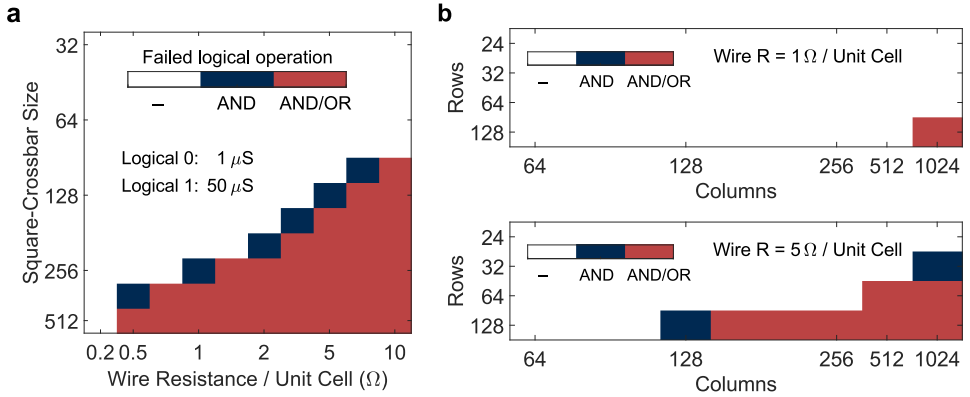 a
Failed logical operation
– AND AND/OR
Logical 0: 1 μS
Logical 1: 50 μS
Square-Crossbar Size
32
64
128
256
512
0.2 0.5 1 2 5 10
Wire Resistance / Unit Cell (Ω)
b
Wire R = 1 Ω / Unit Cell
– AND AND/OR
Rows
24
32
64
128
64 128 256 512 1024
Columns
Wire R = 5 Ω / Unit Cell
– AND AND/OR
Rows
24
32
64
128
64 128 256 512 1024
Columns